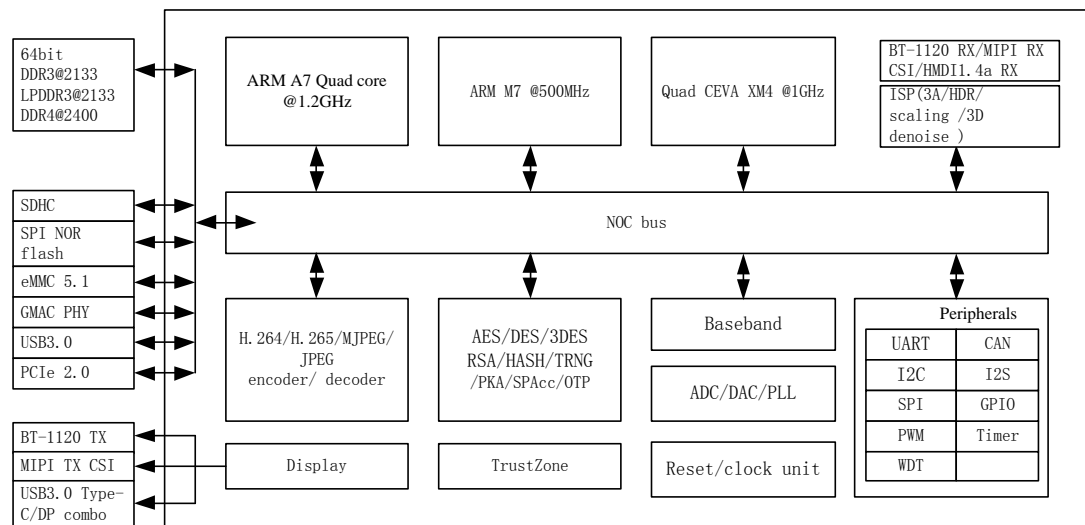 64bit
DDR3@2133
LPDDR3@2133
DDR4@2400
ARM A7 Quad core
@1.2GHz
ARM M7 @500MHz
Quad CEVA XM4 @1GHz
BT-1120 RX/MIPI RX
CSI/HMDI1.4a RX
ISP(3A/HDR/
scaling /3D
denoise )
SDHC
SPI NOR
flash
eMMC 5.1
GMAC PHY
USB3.0
PCIe 2.0
NOC bus
H.264/H.265/MJPEG/
JPEG
encoder/ decoder
AES/DES/3DES
RSA/HASH/TRNG
/PKA/SPAcc/OTP
Baseband
ADC/DAC/PLL
Peripherals
UART CAN
I2C I2S
SPI GPIO
PWM Timer
WDT
BT-1120 TX
MIPI TX CSI
USB3.0 Type-
C/DP combo
Display
TrustZone
Reset/clock unit